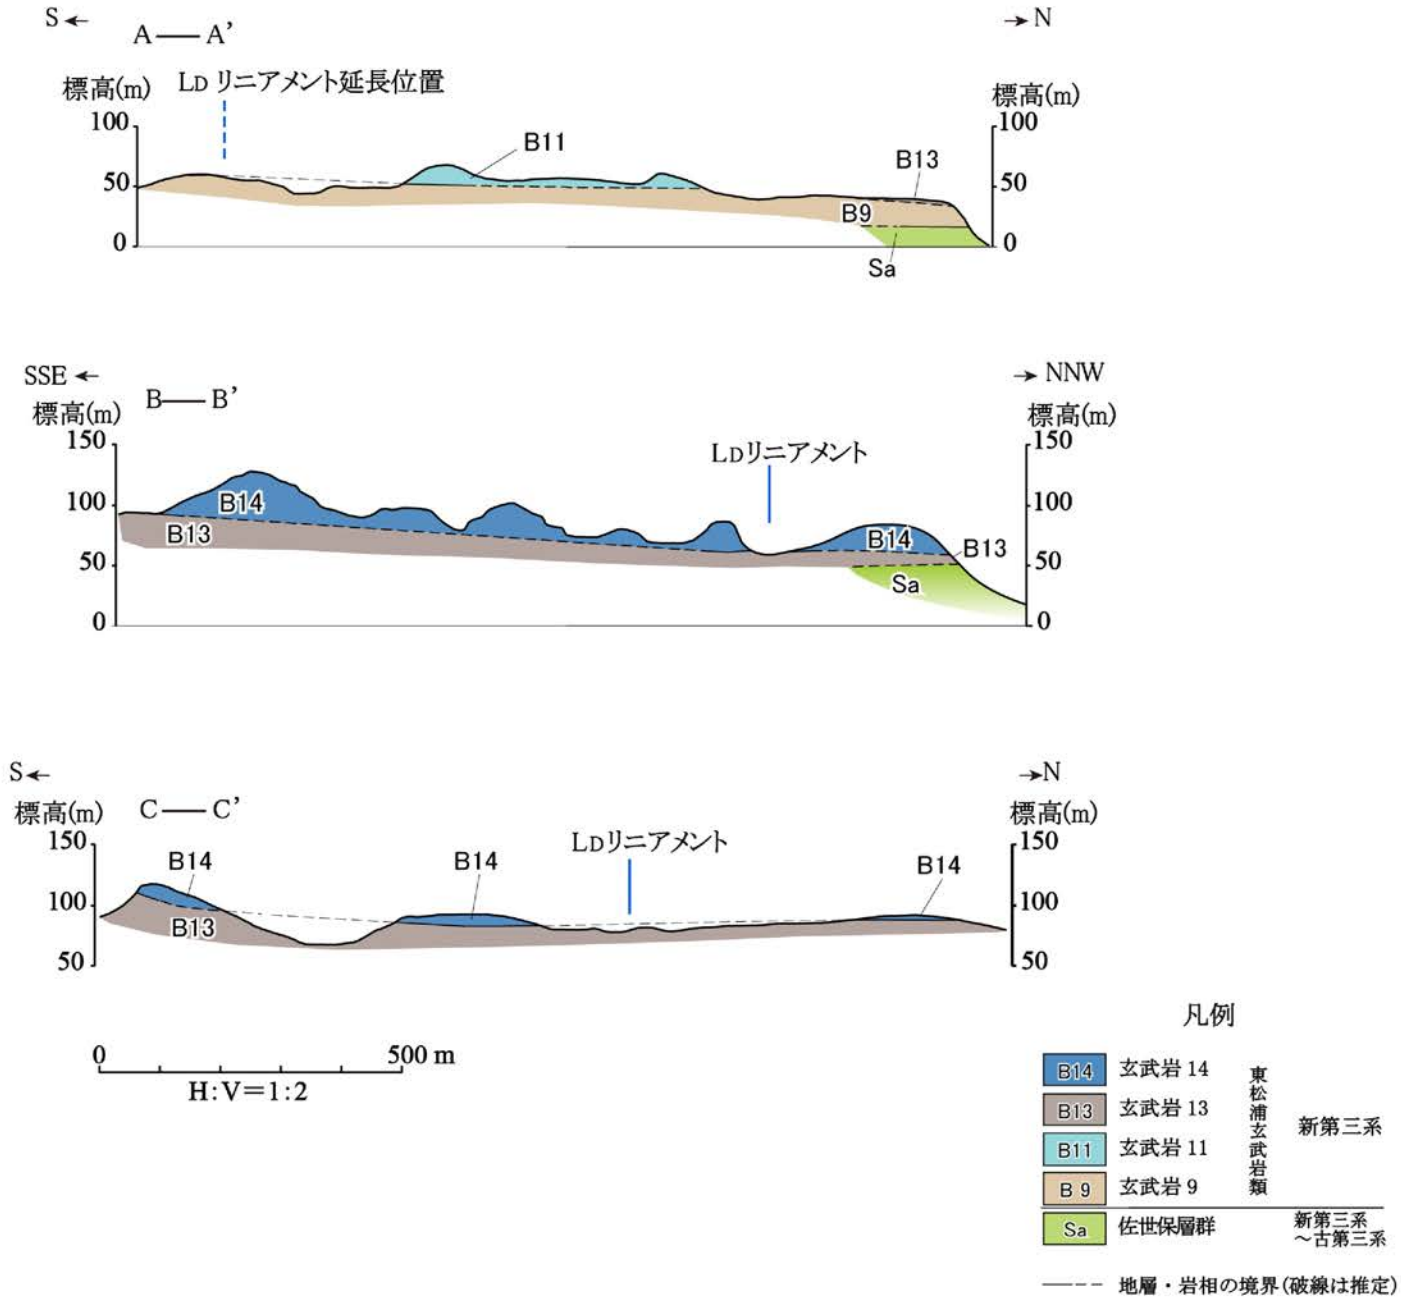 S ← → N
A ― A’
標高(m) LD リニアメント延長位置 標高(m)
100 100
B11 B13
50 50
B9
0 0
Sa
SSE ← → NNW
B ― B’
標高(m) 標高(m)
150 150
LDリニアメント
100 B14 100
B13 B14 B13
50 50
Sa
0 0
S ← → N
標高(m) C ― C’ 標高(m)
150 LDリニアメント 150
B14 B14 B14
100 100
B13
50 50
0 500 m
H:V=1:2
凡例
B14 玄武岩 14
B13 玄武岩 13
B11 玄武岩 11
B 9 玄武岩 9
東松浦玄武岩類
新第三系
Sa 佐世保層群 新第三系
~古第三系
地層・岩相の境界(破線は推定)